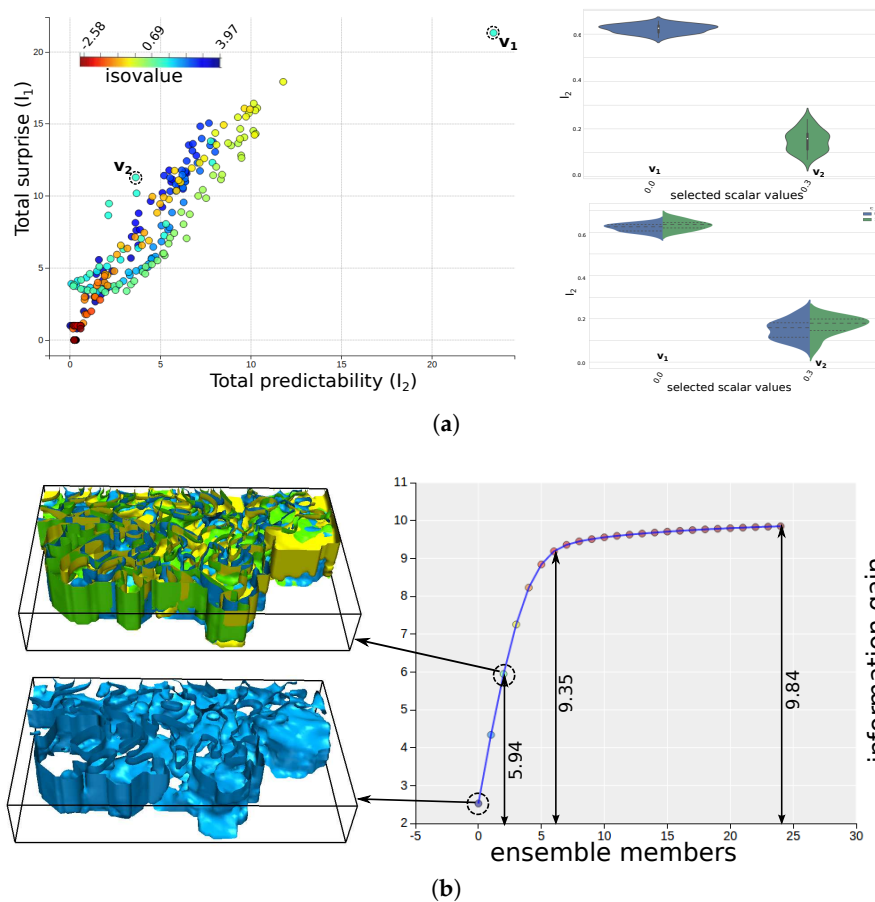 -2.58 0.69 3.97
isovalue
v1
v2
20
15
10
5
0
0 5 10 15 20
Total surprise (I1)
Total predictability (I2)
0.6
0.4
0.2
0.0
I2
v1
v2
0.0 0.3
selected scalar values
0.6
0.4
0.2
0.0
I2
v1
v2
0.0 0.3
selected scalar values
(a)
11
10
9
8
7
6
5
4
3
2
-5 0 5 10 15 20 25 30
5.94
9.35
9.84
ensemble members
information gain
(b)